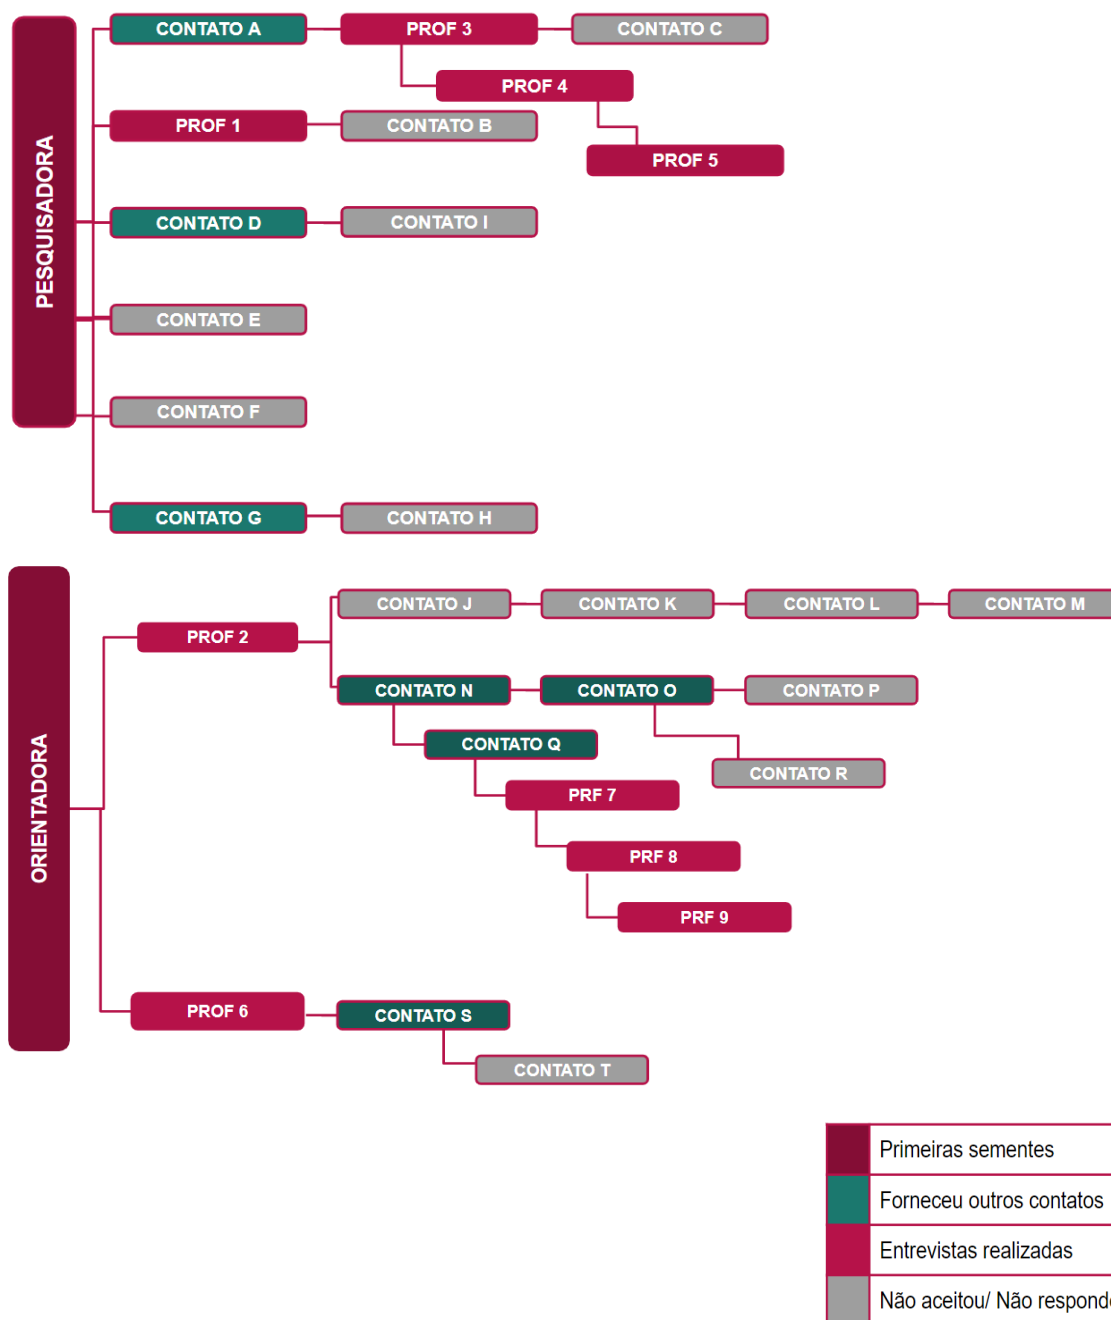 PESQUISADORA
CONTATO A
PROF 3
CONTATO C
PROF 4
PROF 1
CONTATO B
PROF 5
CONTATO D
CONTATO I
CONTATO E
CONTATO F
CONTATO G
CONTATO H
ORIENTADORA
PROF 2
CONTATO J
CONTATO K
CONTATO L
CONTATO M
CONTATO N
CONTATO O
CONTATO P
CONTATO Q
CONTATO R
PRF 7
PRF 8
PRF 9
PROF 6
CONTATO S
CONTATO T
Primeiras sementes
Forneceu outros contatos
Entrevistas realizadas
Não aceitou/ Não